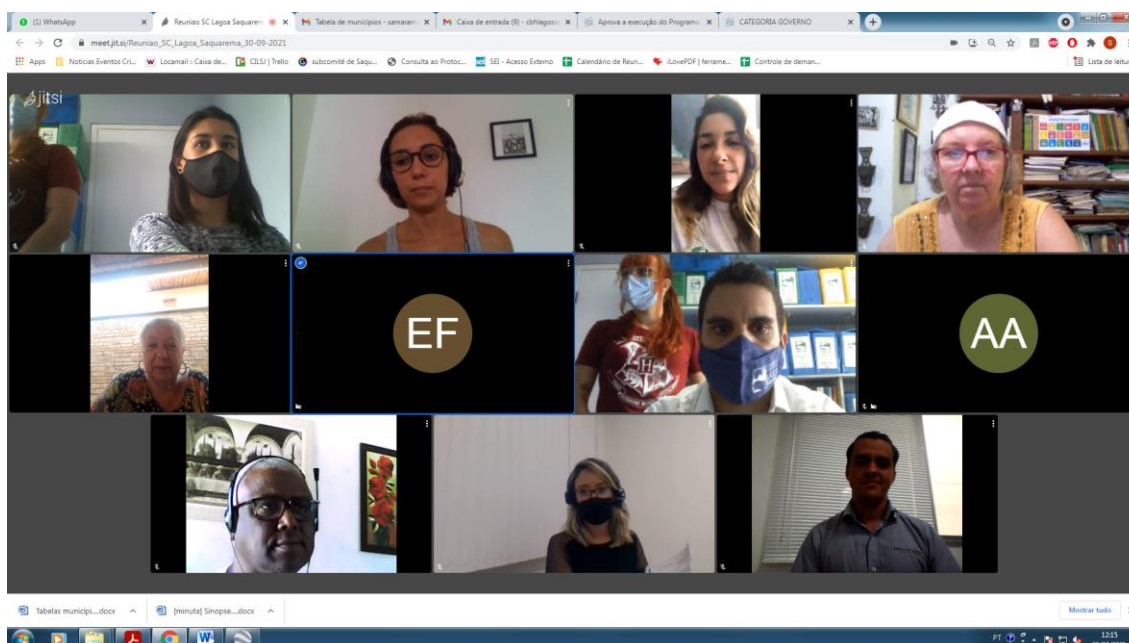 (1) WhatsApp
Reuniao SC Lagoa Saquarem
Tabela de municípios - samaram
Caixa de entrada (9) - cbhlagoss
Aprova a execução do Programa
CATEGORIA GOVERNO
meet.jit.si/Reuniao_SC_Lagoa_Saquarema_30-09-2021
Apps
Noticias Eventos Cri...
Locamail :: Caixa de...
CILSJ | Trello
subcomitê de Saqu...
Consulta ao Protoc...
SEI - Acesso Externo
Calendário de Reun...
iLovePDF | ferrame...
Controle de deman...
Lista de leitu
jitsi
EF
AA
H
Tabelas municipi....docx
[minuta] Sinopse....docx
Mostrar tudo
PT
12:15